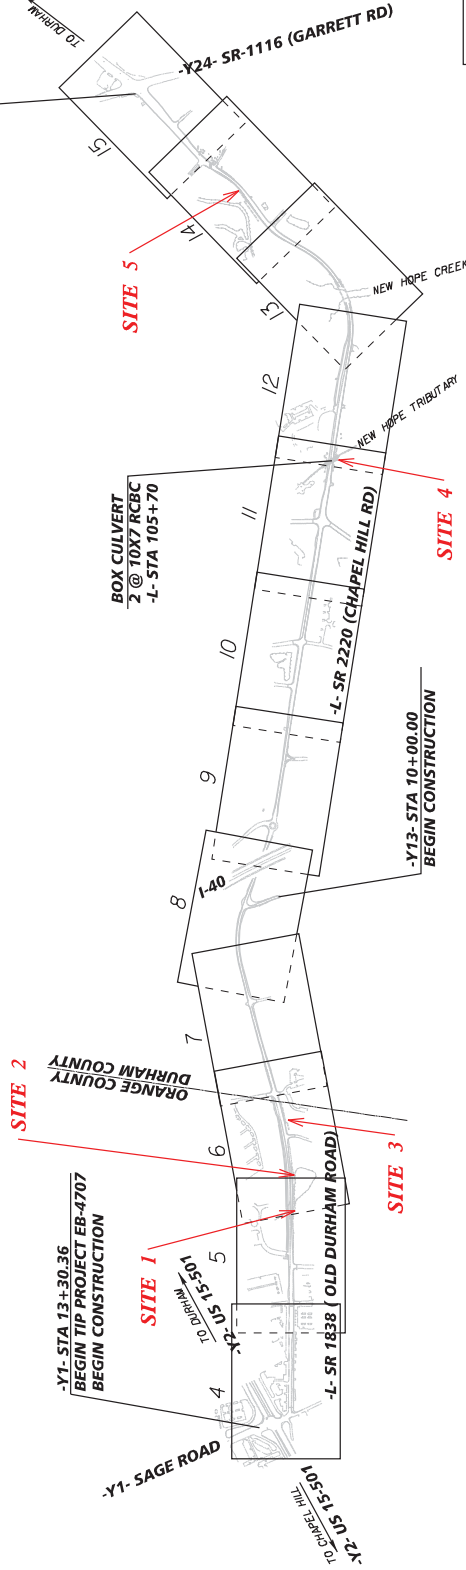 TO DURHAM
-Y24- SR-1116 (GARRETT RD)
15
14
SITE 5
13
NEW HOPE CREEK
12
NEW HOPE TRIBUTARY
BOX CULVERT
2 @ 10X7 RCBC
-L- STA 105+70
11
SITE 4
-L- SR 2220 (CHAPEL HILL RD)
10
9
-Y13- STA 10+00.00
BEGIN CONSTRUCTION
8
I-40
7
ORANGE COUNTY
DURHAM COUNTY
SITE 2
6
SITE 3
-Y1- STA 13+30.36
BEGIN TIP PROJECT EB-4707
BEGIN CONSTRUCTION
SITE 1
5
TO DURHAM
-Y2- US 15-501
-L- SR 1838 ( OLD DURHAM ROAD)
4
-Y1- SAGE ROAD
TO CHAPEL HILL
-Y2- US 15-501